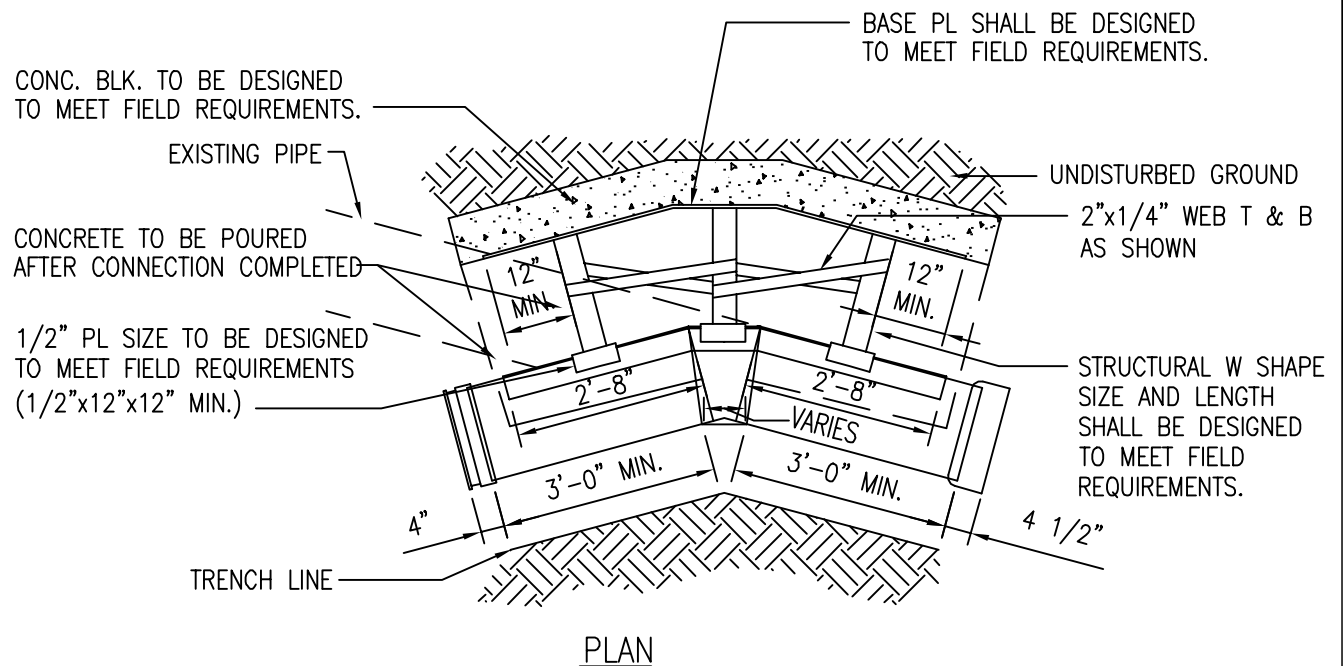 BASE PL SHALL BE DESIGNED
TO MEET FIELD REQUIREMENTS.
CONC. BLK. TO BE DESIGNED
TO MEET FIELD REQUIREMENTS.
EXISTING PIPE
UNDISTURBED GROUND
2"x1/4" WEB T & B
AS SHOWN
CONCRETE TO BE POURED
AFTER CONNECTION COMPLETED
12"
MIN.
12"
MIN.
1/2" PL SIZE TO BE DESIGNED
TO MEET FIELD REQUIREMENTS
(1/2"x12"x12" MIN.)
STRUCTURAL W SHAPE
SIZE AND LENGTH
SHALL BE DESIGNED
TO MEET FIELD
REQUIREMENTS.
2'-8"
2'-8"
VARIES
3'-0" MIN.
3'-0" MIN.
4"
4 1/2"
TRENCH LINE
PLAN